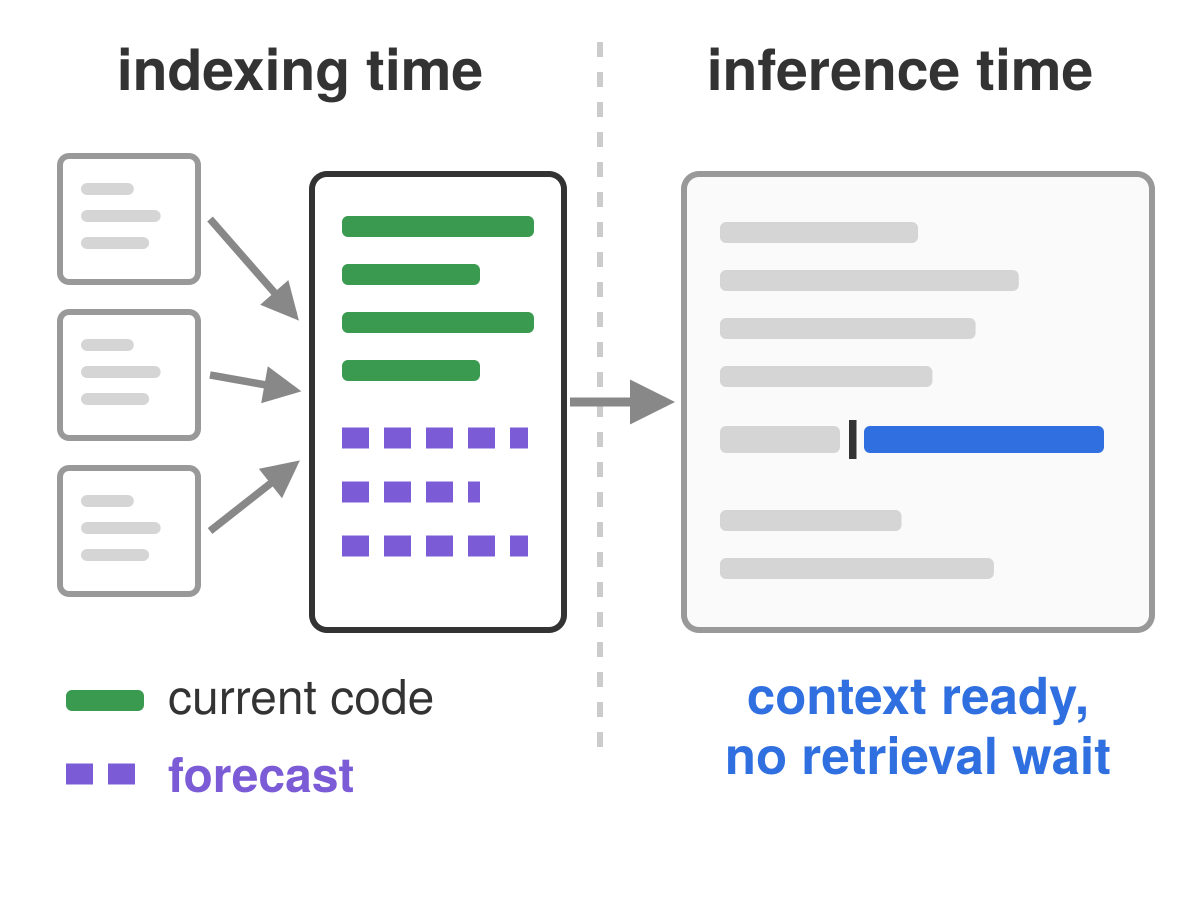 indexing time
inference time
current code
forecast
context ready,
no retrieval wait